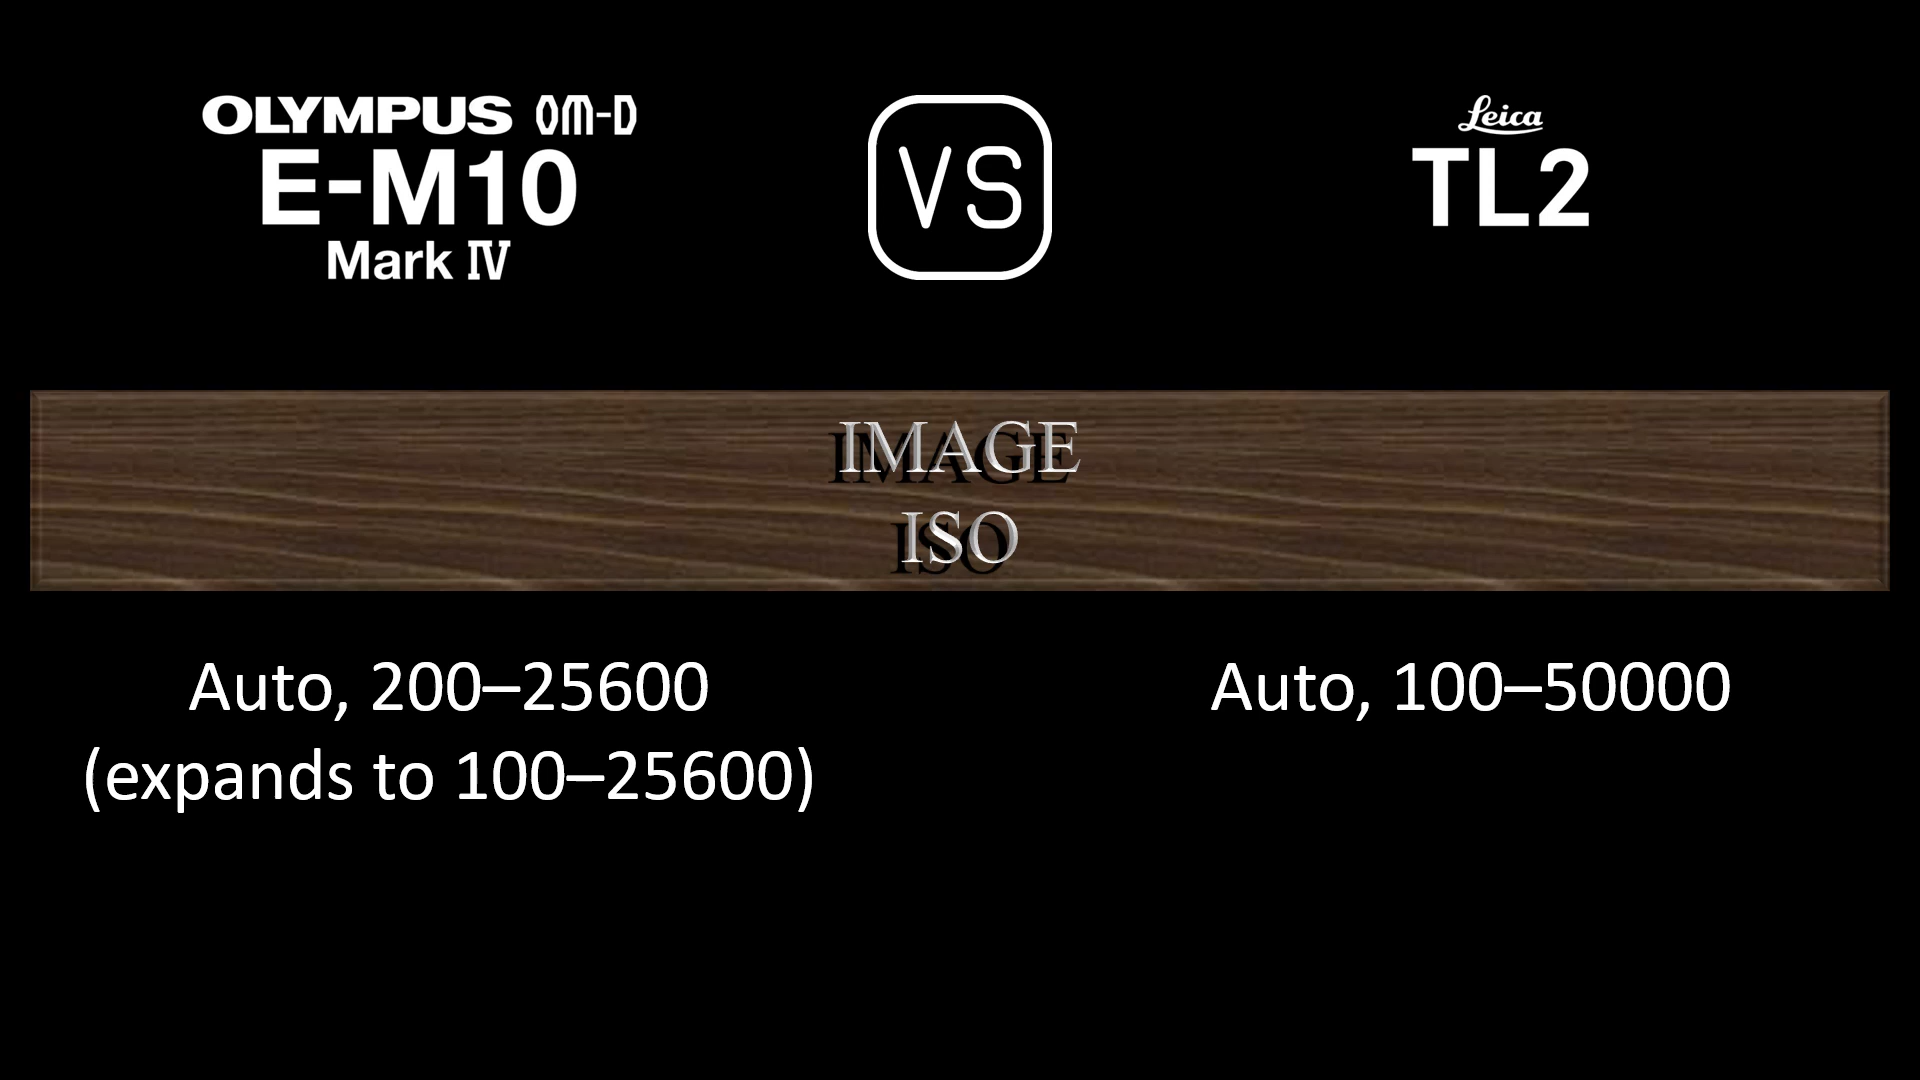 OLYMPUS OM-D
E-M10
Mark IV
VS
Leica
TL2
IMAGE
ISO
Auto, 200–25600
(expands to 100–25600)
Auto, 100–50000